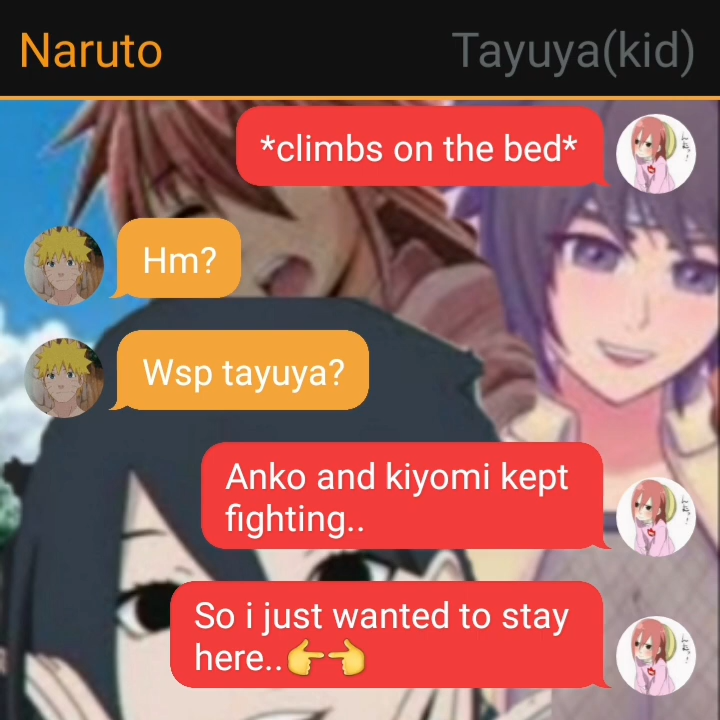 Naruto
Tayuya(kid)
*climbs on the bed*
Hm?
Wsp tayuya?
Anko and kiyomi kept
fighting..
So i just wanted to stay
here..👉👈